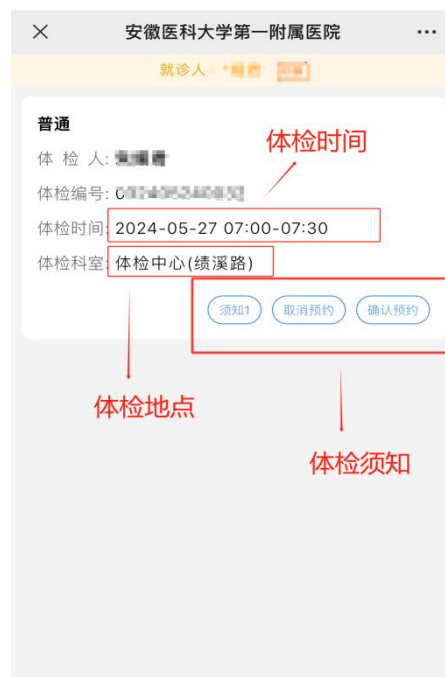 安徽医科大学第一附属医院
就诊人
普通
体检时间
体 检 人:
体检编号:
体检时间: 2024-05-27 07:00-07:30
体检科室: 体检中心(绩溪路)
须知1 取消预约 确认预约
体检地点
体检须知